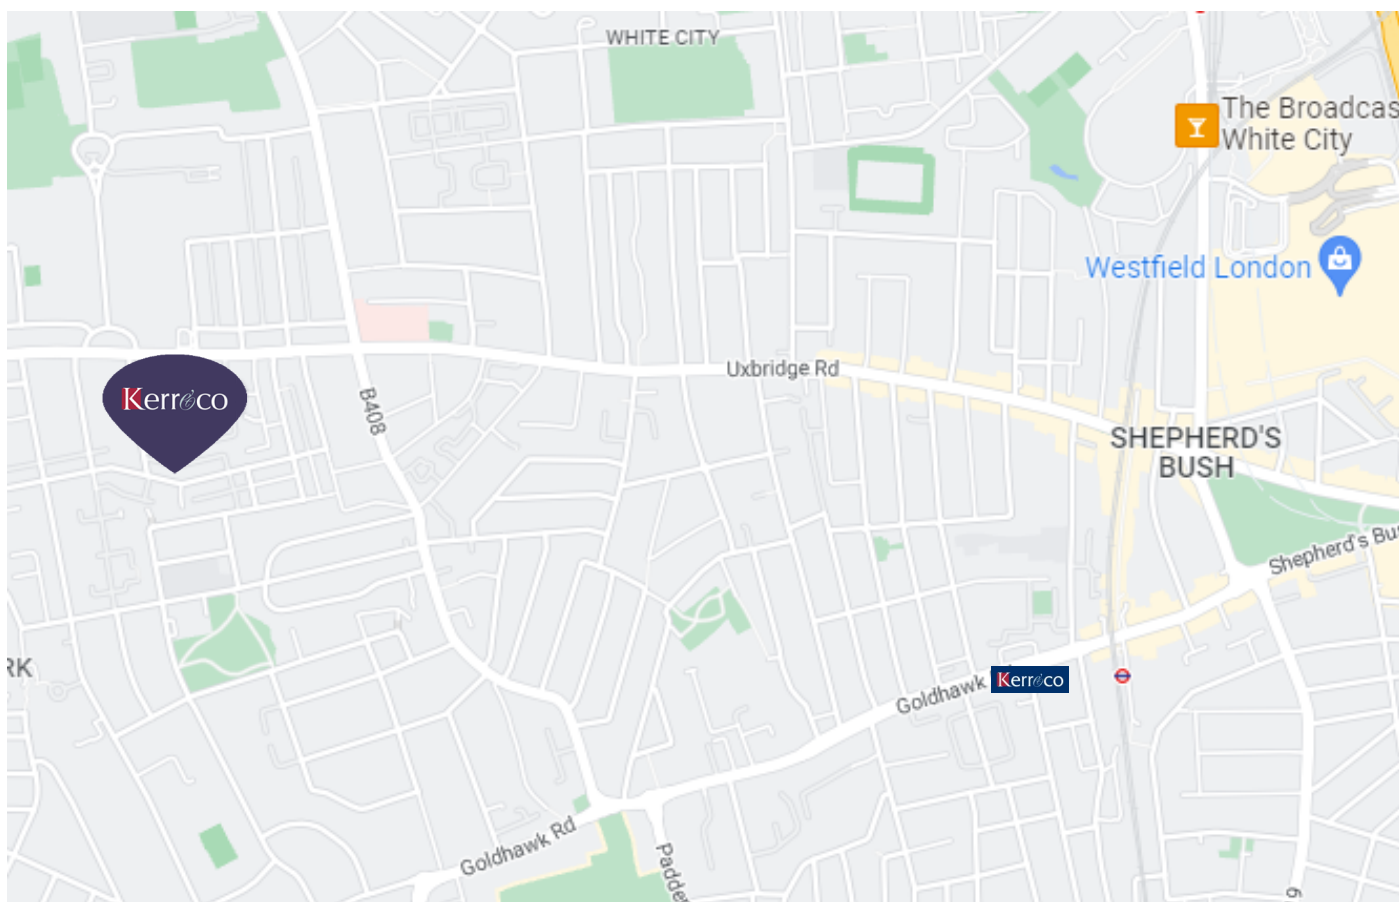 WHITE CITY
The Broadcas
White City
Westfield London
Uxbridge Rd
Kerr&co
B408
SHEPHERD'S
BUSH
Shepherd's Bu
RK
Goldhawk
Kerr&co
Goldhawk Rd
Padde